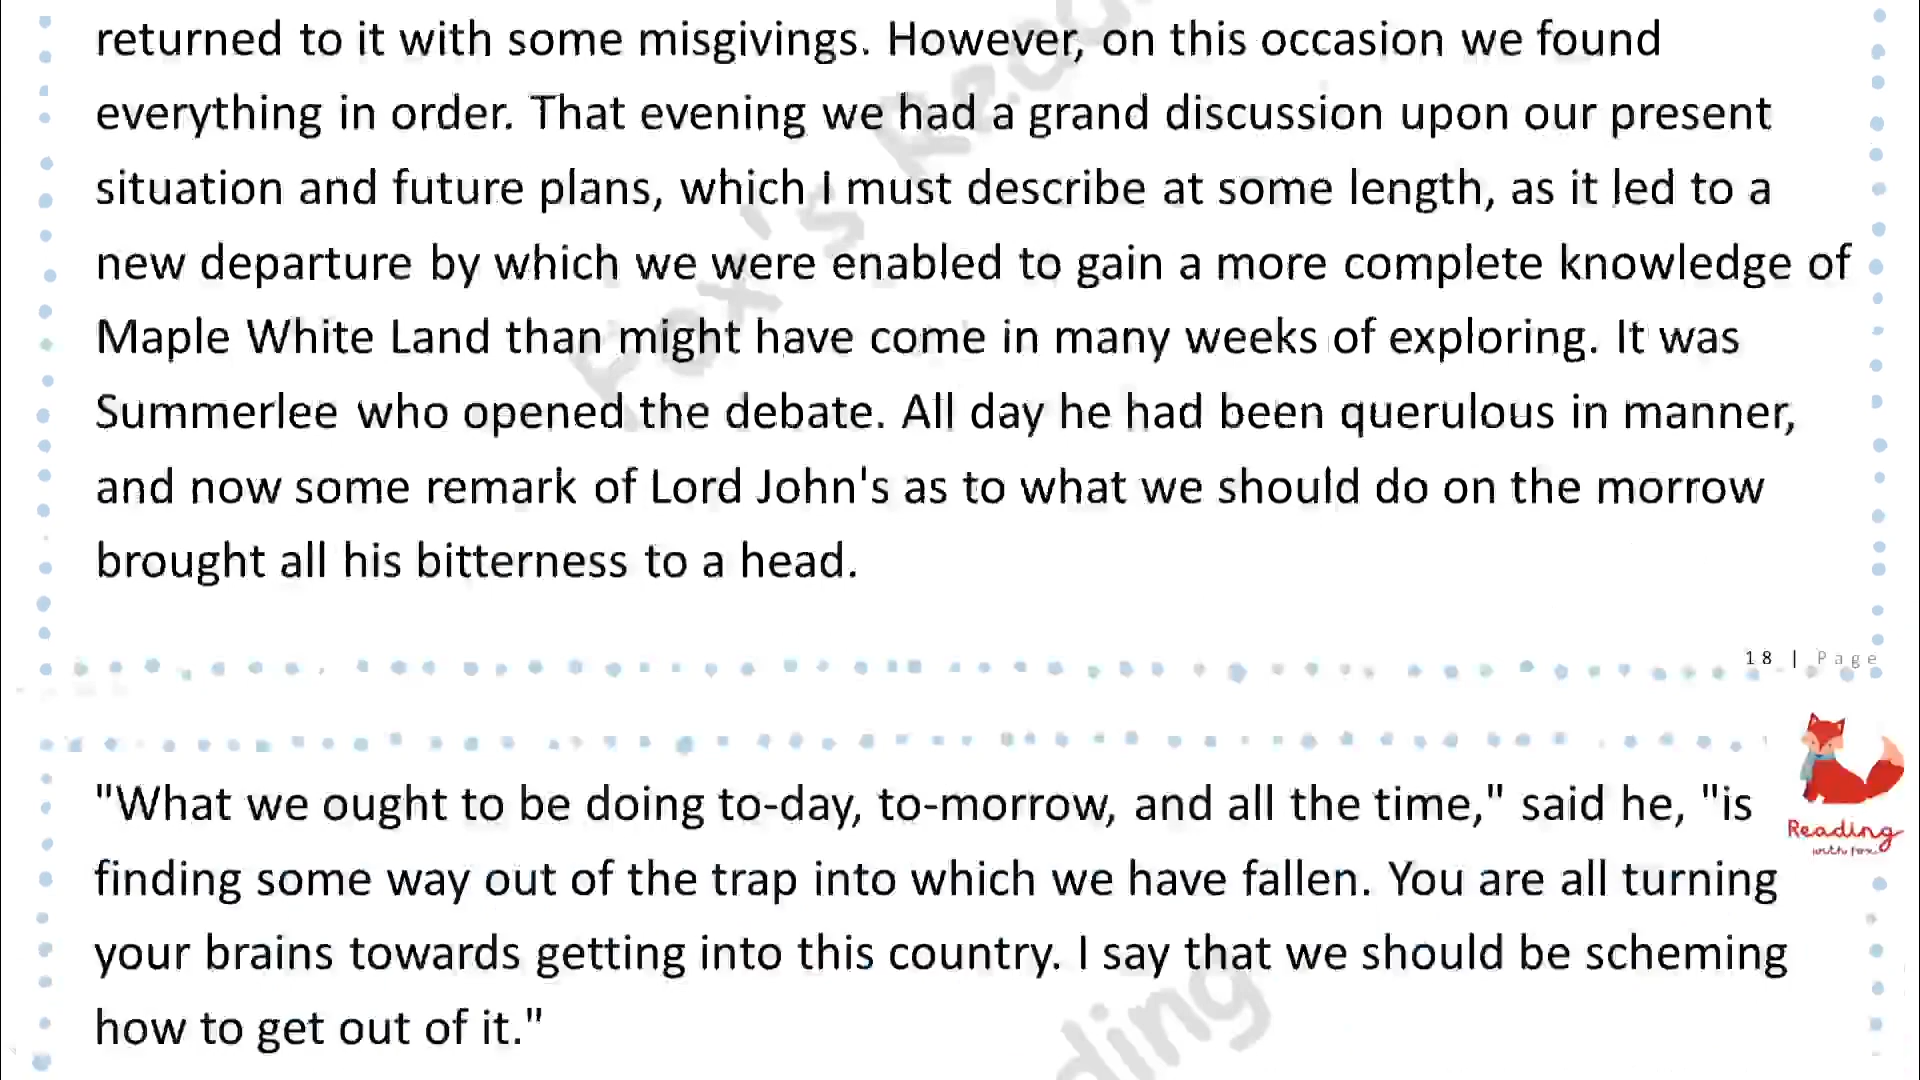 returned to it with some misgivings. However, on this occasion we found
everything in order. That evening we had a grand discussion upon our present
situation and future plans, which I must describe at some length, as it led to a
new departure by which we were enabled to gain a more complete knowledge of
Maple White Land than might have come in many weeks of exploring. It was
Summerlee who opened the debate. All day he had been querulous in manner,
and now some remark of Lord John's as to what we should do on the morrow
brought all his bitterness to a head.
18 | Page
"What we ought to be doing to-day, to-morrow, and all the time," said he, "is
Reading
with fox
finding some way out of the trap into which we have fallen. You are all turning
your brains towards getting into this country. I say that we should be scheming
how to get out of it."
Fox's Read
ding